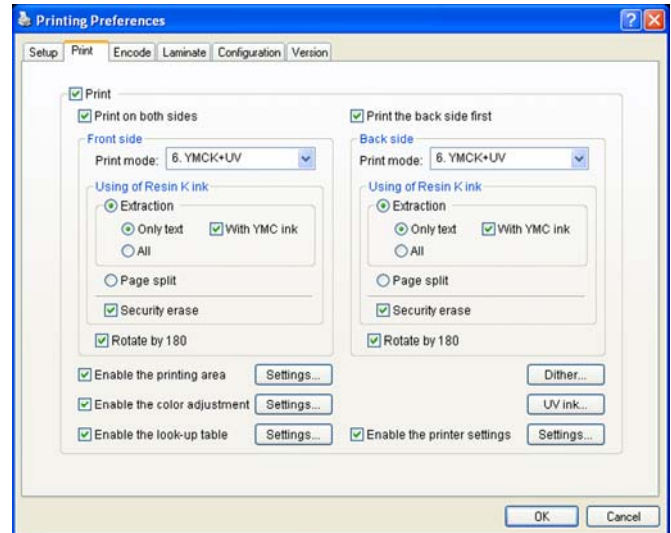 Printing Preferences
Setup Print Encode Laminate Configuration Version
Print
Print on both sides Print the back side first
Front side Back side
Print mode: 6. YMCK+UV Print mode: 6. YMCK+UV
Using of Resin K ink Using of Resin K ink
Extraction Extraction
Only text With YMC ink Only text With YMC ink
All All
Page split Page split
Security erase Security erase
Rotate by 180 Rotate by 180
Enable the printing area Settings... Dither...
Enable the color adjustment Settings... UV ink...
Enable the look-up table Settings... Enable the printer settings Settings...
OK Cancel